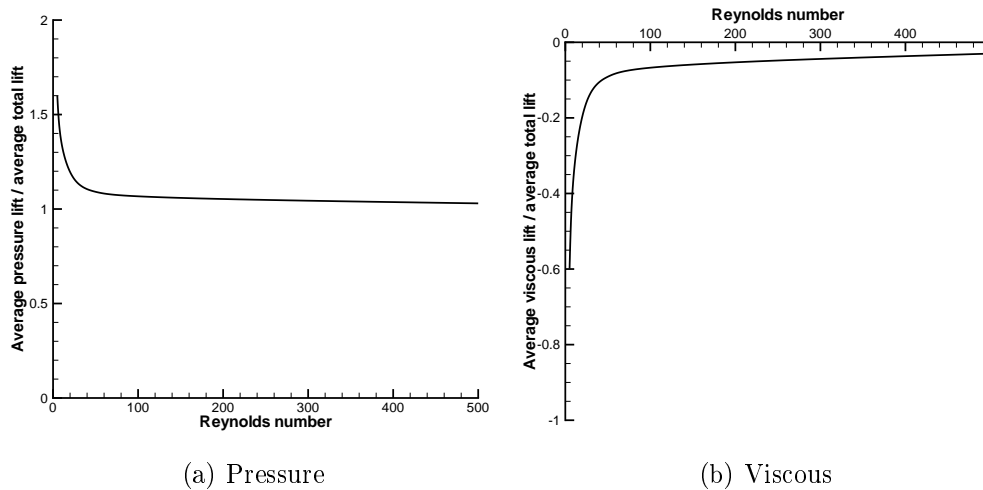 2
1.5
1
0.5
0
Average pressure lift / average total lift
0 100 200 300 400 500
Reynolds number
(a) Pressure
Reynolds number
0 100 200 300 400
0
-0.2
-0.4
-0.6
-0.8
-1
Average viscous lift / average total lift
(b) Viscous